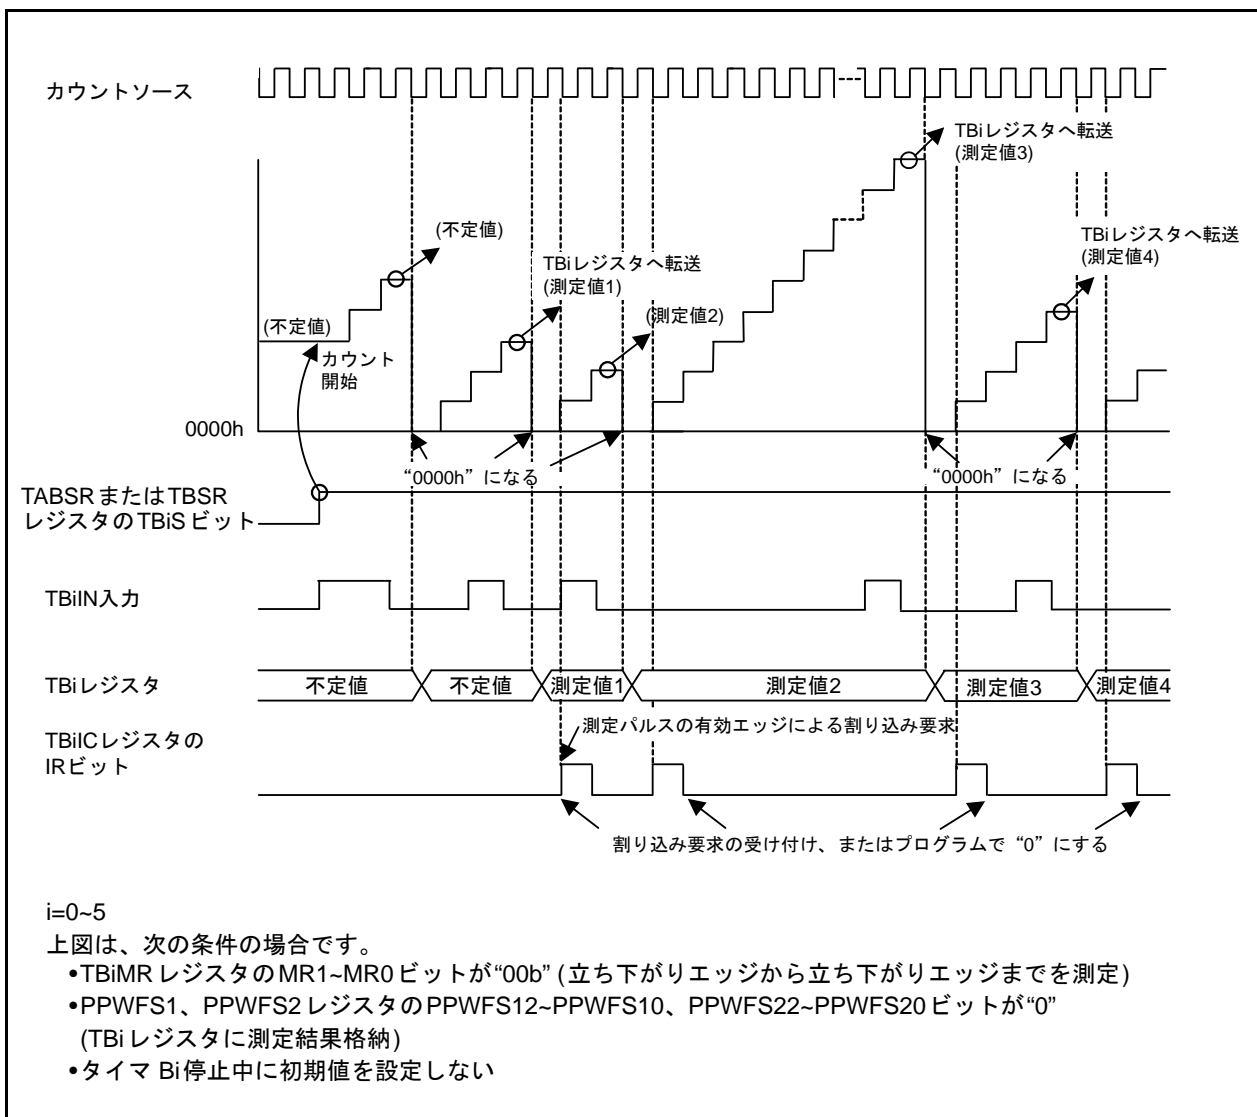 カウントソース
TBiレジスタへ転送
(測定値3)
(不定値)
TBiレジスタへ転送
(測定値4)
TBiレジスタへ転送
(測定値1)
(測定値2)
(不定値)
カウント
開始
0000h
“0000h” になる
“0000h” になる
TABSRまたはTBSR
レジスタのTBiSビット
TBiIN入力
TBiレジスタ
不定値
不定値
測定値1
測定値2
測定値3
測定値4
測定パルスの有効エッジによる割り込み要求
TBiICレジスタの
IRビット
割り込み要求の受け付け、またはプログラムで “0” にする
i=0~5
上図は、次の条件の場合です。
•TBiMRレジスタのMR1~MR0ビットが“00b” (立ち下がりエッジから立ち下がりエッジまでを測定)
•PPWFS1、PPWFS2レジスタのPPWFS12~PPWFS10、PPWFS22~PPWFS20ビットが“0”
(TBiレジスタに測定結果格納)
•タイマ Bi停止中に初期値を設定しない